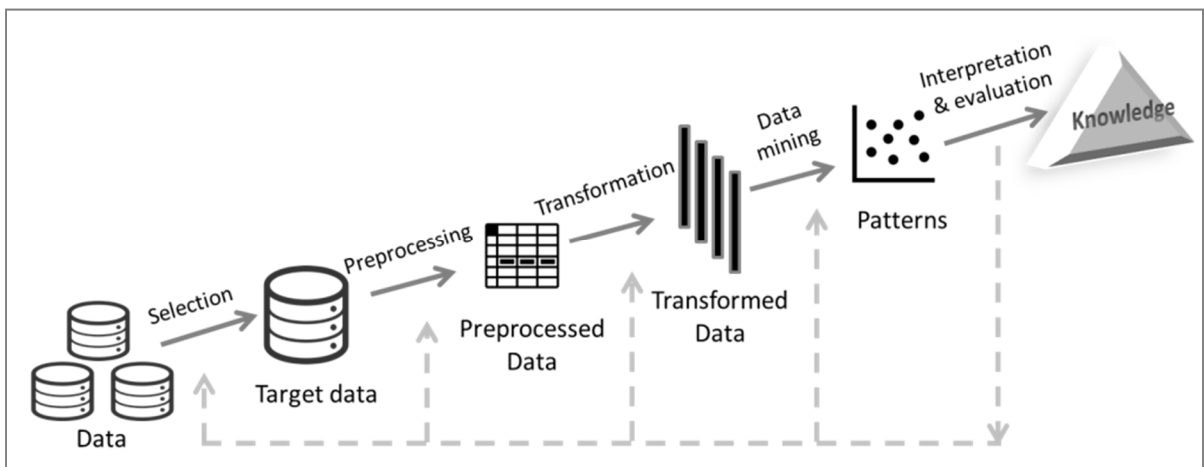 Selection
Preprocessing
Transformation
Data
mining
Interpretation
& evaluation
Data
Target data
Preprocessed
Data
Transformed
Data
Patterns
Knowledge